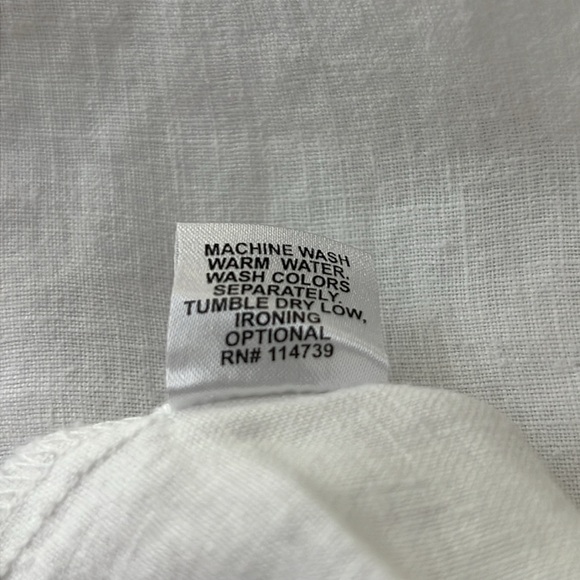 MACHINE WASH
WARM WATER.
WASH COLORS
SEPARATELY.
TUMBLE DRY LOW,
IRONING
OPTIONAL
RN# 114739